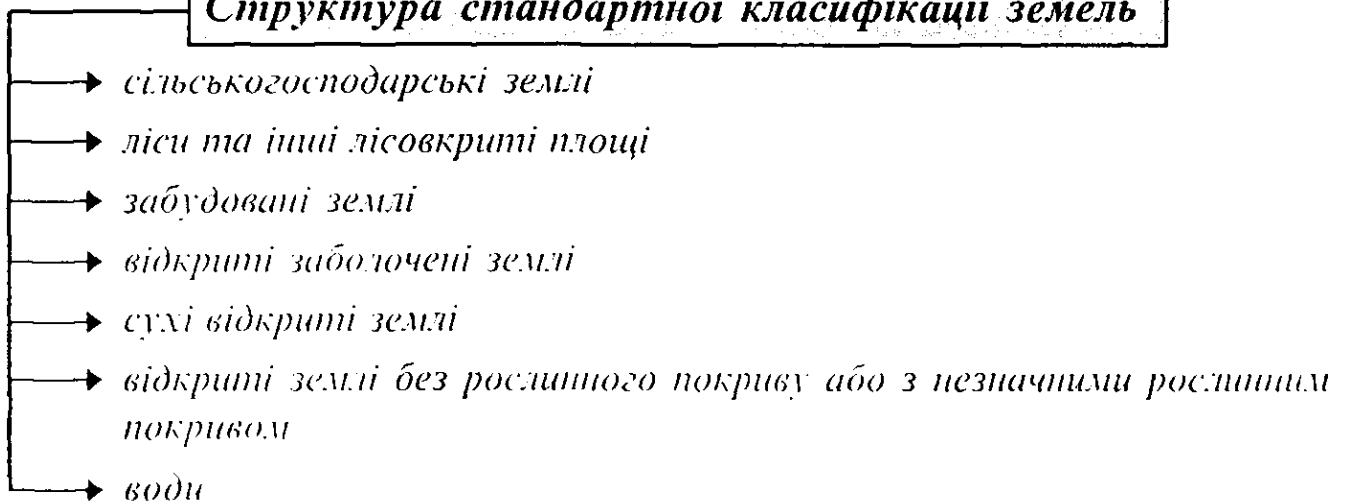 Структура стандартної класифікації земель
сільськогосподарські землі
ліси та інші лісовкриті площі
забудовані землі
відкриті заболочені землі
сухі відкриті землі
відкриті землі без рослинного покриву або з незначними рослинним
покривом
води